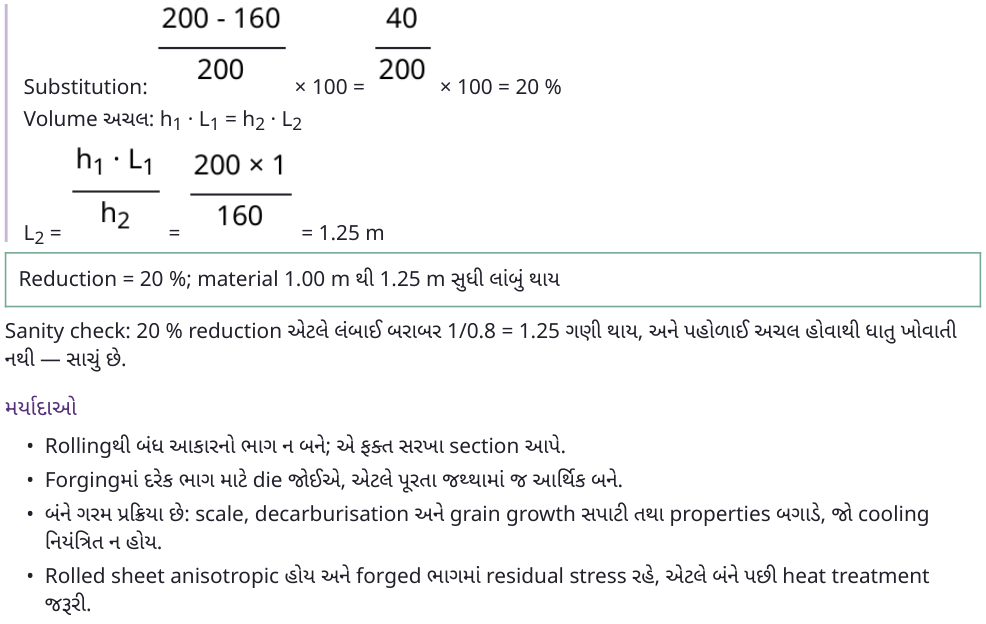 Substitution: (200 - 160)/200 × 100 = 40/200 × 100 = 20 %
Volume અચલ: h₁ · L₁ = h₂ · L₂
L₂ = (h₁ · L₁)/h₂ = (200 × 1)/160 = 1.25 m
Reduction = 20 %; material 1.00 m થી 1.25 m સુધી લાંબું થાય
Sanity check: 20 % reduction એટલે લંબાઈ બરાબર 1/0.8 = 1.25 ગણી થાય, અને પહોળાઈ અચલ હોવાથી ધાતુ ખોવાતી
નથી — સાચું છે.
મર્યાદાઓ
• Rollingથી બંધ આકારનો ભાગ ન બને; એ ફક્ત સરખા section આપે.
• Forgingમાં દરેક ભાગ માટે die જોઈએ, એટલે પૂરતા જથ્થામાં જ આર્થિક બને.
• બંને ગરમ પ્રક્રિયા છે: scale, decarburisation અને grain growth સપાટી તથા properties બગાડે, જો cooling
નિયંત્રિત ન હોય.
• Rolled sheet anisotropic હોય અને forged ભાગમાં residual stress રહે, એટલે બંને પછી heat treatment
જરૂરી.